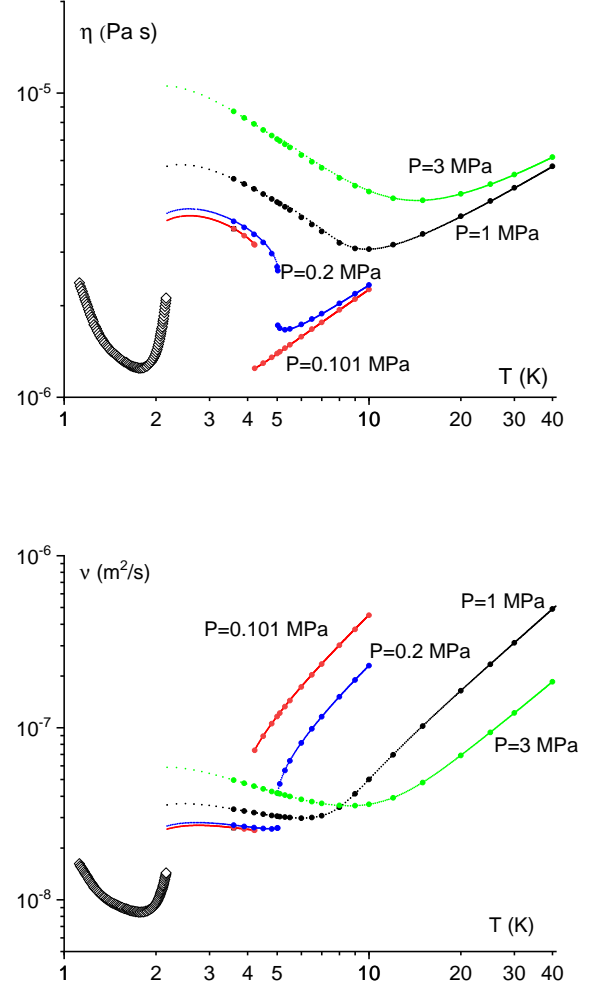 η (Pa s)
10⁻⁵
P=3 MPa
P=1 MPa
P=0.2 MPa
P=0.101 MPa
T (K)
10⁻⁶
1 2 3 4 5 10 20 30 40
10⁻⁶
ν (m²/s)
P=1 MPa
P=0.101 MPa
P=0.2 MPa
10⁻⁷
P=3 MPa
10⁻⁸
T (K)
1 2 3 4 5 10 20 30 40